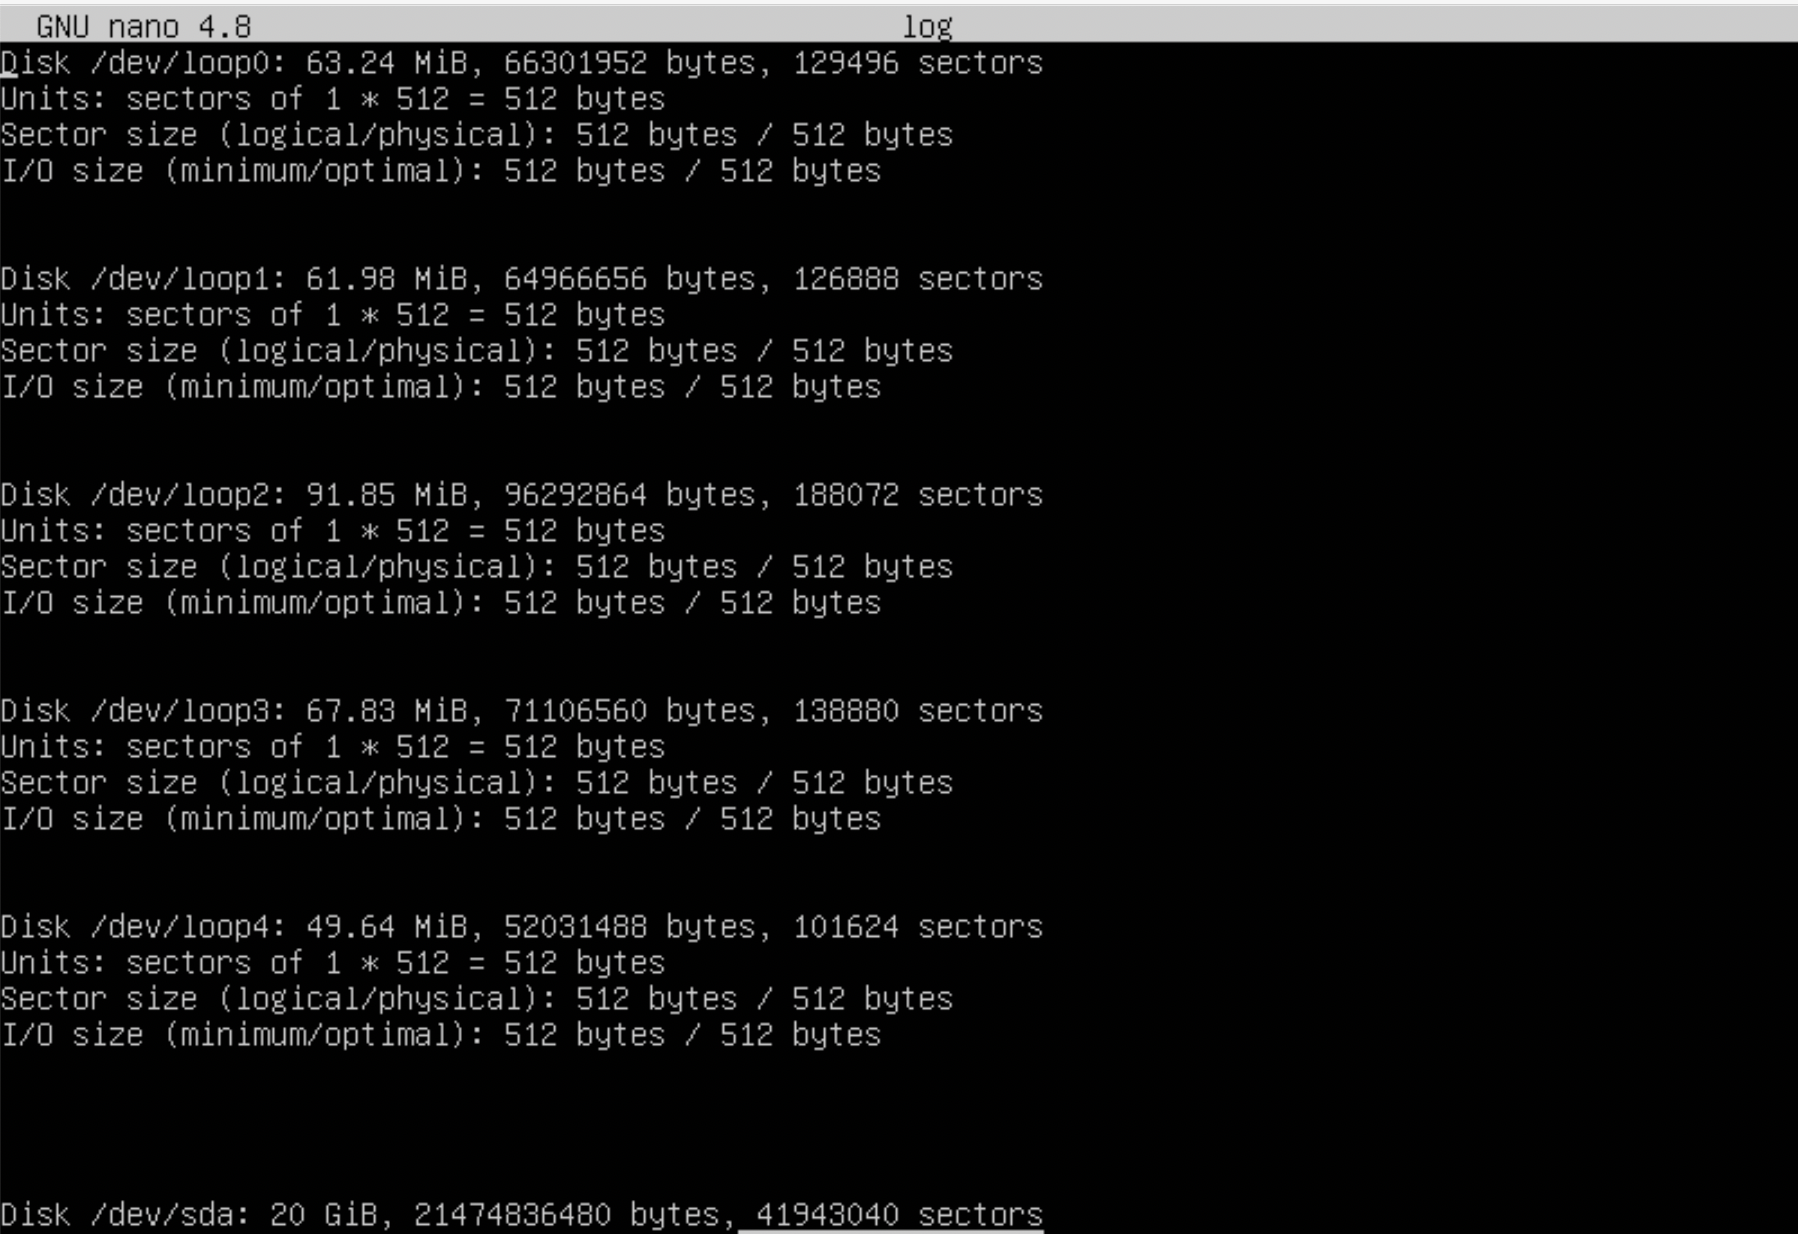 GNU nano 4.8 log
Disk /dev/loop0: 63.24 MiB, 66301952 bytes, 129496 sectors
Units: sectors of 1 * 512 = 512 bytes
Sector size (logical/physical): 512 bytes / 512 bytes
I/O size (minimum/optimal): 512 bytes / 512 bytes
Disk /dev/loop1: 61.98 MiB, 64966656 bytes, 126888 sectors
Units: sectors of 1 * 512 = 512 bytes
Sector size (logical/physical): 512 bytes / 512 bytes
I/O size (minimum/optimal): 512 bytes / 512 bytes
Disk /dev/loop2: 91.85 MiB, 96292864 bytes, 188072 sectors
Units: sectors of 1 * 512 = 512 bytes
Sector size (logical/physical): 512 bytes / 512 bytes
I/O size (minimum/optimal): 512 bytes / 512 bytes
Disk /dev/loop3: 67.83 MiB, 71106560 bytes, 138880 sectors
Units: sectors of 1 * 512 = 512 bytes
Sector size (logical/physical): 512 bytes / 512 bytes
I/O size (minimum/optimal): 512 bytes / 512 bytes
Disk /dev/loop4: 49.64 MiB, 52031488 bytes, 101624 sectors
Units: sectors of 1 * 512 = 512 bytes
Sector size (logical/physical): 512 bytes / 512 bytes
I/O size (minimum/optimal): 512 bytes / 512 bytes
Disk /dev/sda: 20 GiB, 21474836480 bytes, 41943040 sectors